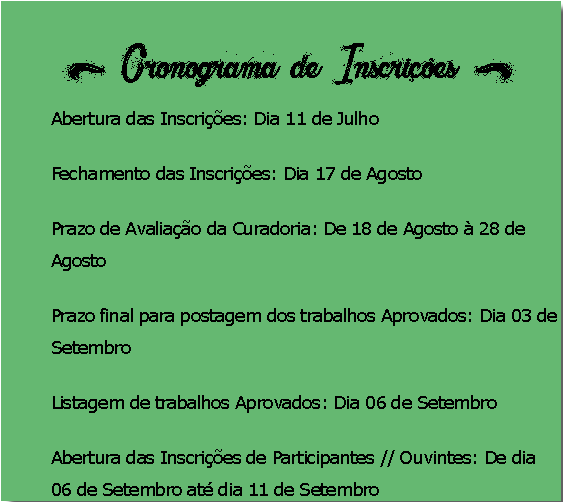 Cronograma de Inscrições
Abertura das Inscrições: Dia 11 de Julho
Fechamento das Inscrições: Dia 17 de Agosto
Prazo de Avaliação da Curadoria: De 18 de Agosto à 28 de
Agosto
Prazo final para postagem dos trabalhos Aprovados: Dia 03 de
Setembro
Listagem de trabalhos Aprovados: Dia 06 de Setembro
Abertura das Inscrições de Participantes // Ouvintes: De dia
06 de Setembro até dia 11 de Setembro